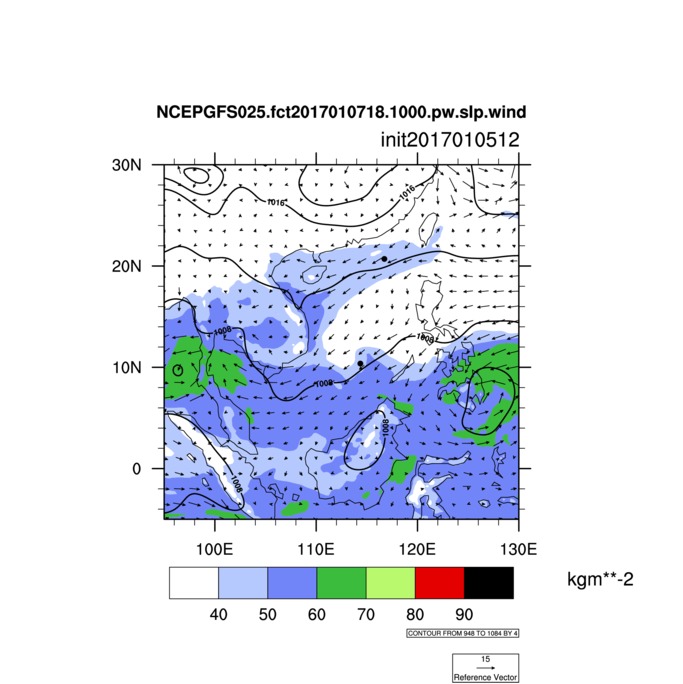 NCEPGFS025.fct2017010718.1000.pw.slp.wind
init2017010512
30N
1016
1016
20N
1008
1008
10N
1008
1008
0
1008
100E 110E 120E 130E
kgm**-2
40 50 60 70 80 90
CONTOUR FROM 948 TO 1084 BY 4
15
Reference Vector